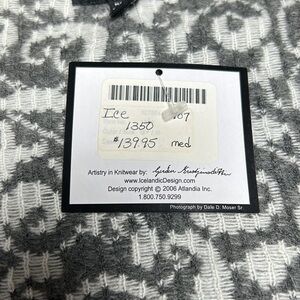 Ice 107
1350
$139.95 med
Artistry in Knitwear by:
www.IcelandicDesign.com
Design copyright © 2006 Atlandia Inc.
1.800.750.9299
Photograph by Dale D. Moser Sr.